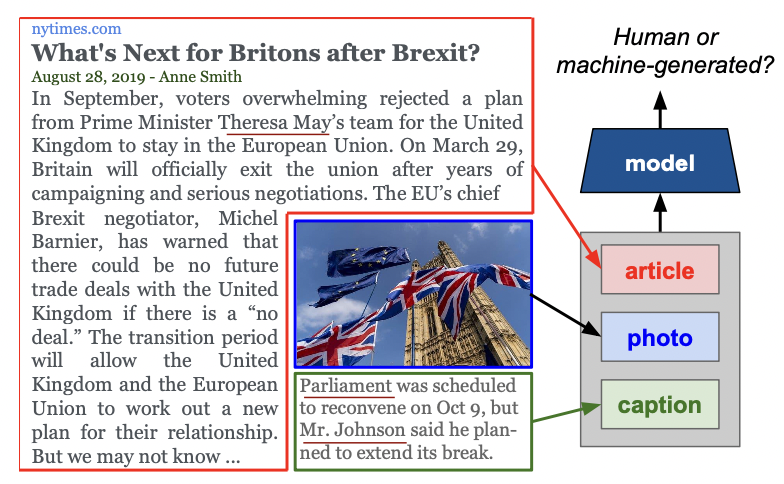 nytimes.com
What's Next for Britons after Brexit?
August 28, 2019 - Anne Smith
In September, voters overwhelming rejected a plan
from Prime Minister Theresa May's team for the United
Kingdom to stay in the European Union. On March 29,
Britain will officially exit the union after years of
campaigning and serious negotiations. The EU's chief
Brexit negotiator, Michel
Barnier, has warned that
there could be no future
trade deals with the United
Kingdom if there is a “no
deal.” The transition period
will allow the United
Kingdom and the European
Union to work out a new
plan for their relationship.
But we may not know ...
Parliament was scheduled
to reconvene on Oct 9, but
Mr. Johnson said he plan-
ned to extend its break.
Human or
machine-generated?
model
article
photo
caption